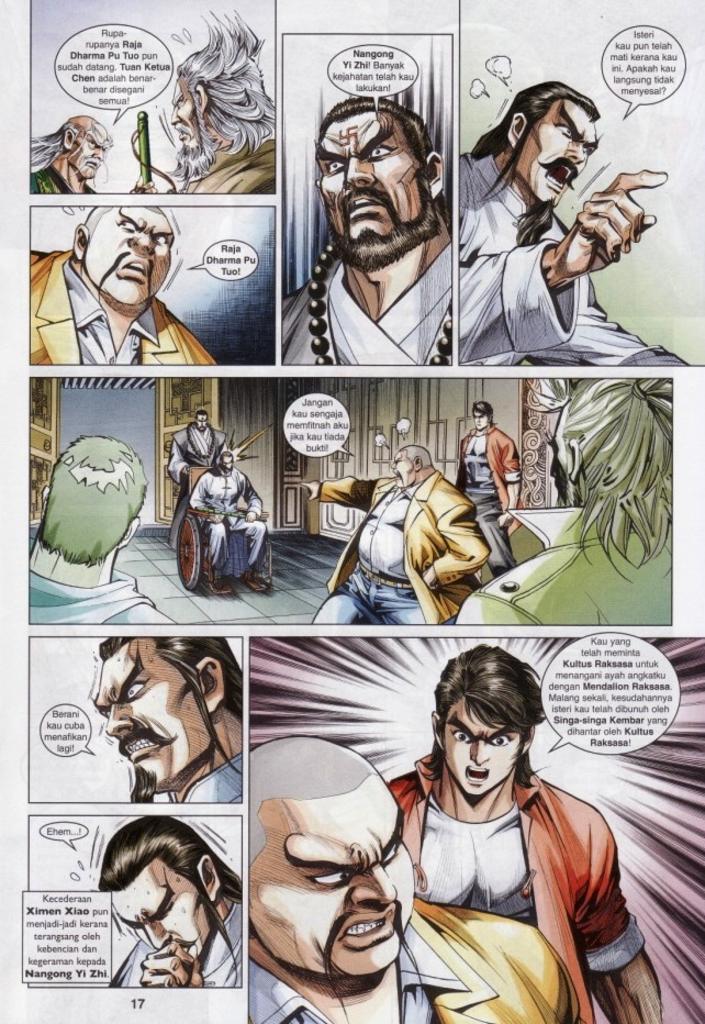 Rupa-
rupanya Raja
Dharma Pu Tuo pun
sudah datang. Tuan Ketua
Chen adalah benar-
benar disegani
semua!
Raja
Dharma Pu
Tuo!
Nangong
Yi Zhi! Banyak
kejahatan telah kau
lakukan!
Isteri
kau pun telah
mati kerana kau
ini. Apakah kau
langsung tidak
menyesal?
Jangan
kau sengaja
memfitnah aku
jika kau tiada
bukti!
Berani
kau cuba
menafikan
lagi!
Ehem...!
Kecederaan
Ximen Xiao pun
menjadi-jadi kerana
terangsang oleh
kebencian dan
kegeraman kepada
Nangong Yi Zhi.
Kau yang
telah meminta
Kultus Raksasa untuk
menangani ayah angkatku
dengan Mendalion Raksasa.
Malang sekali, kesudahannya
isteri kau telah dibunuh oleh
Singa-singa Kembar yang
dihantar oleh Kultus
Raksasa!
17